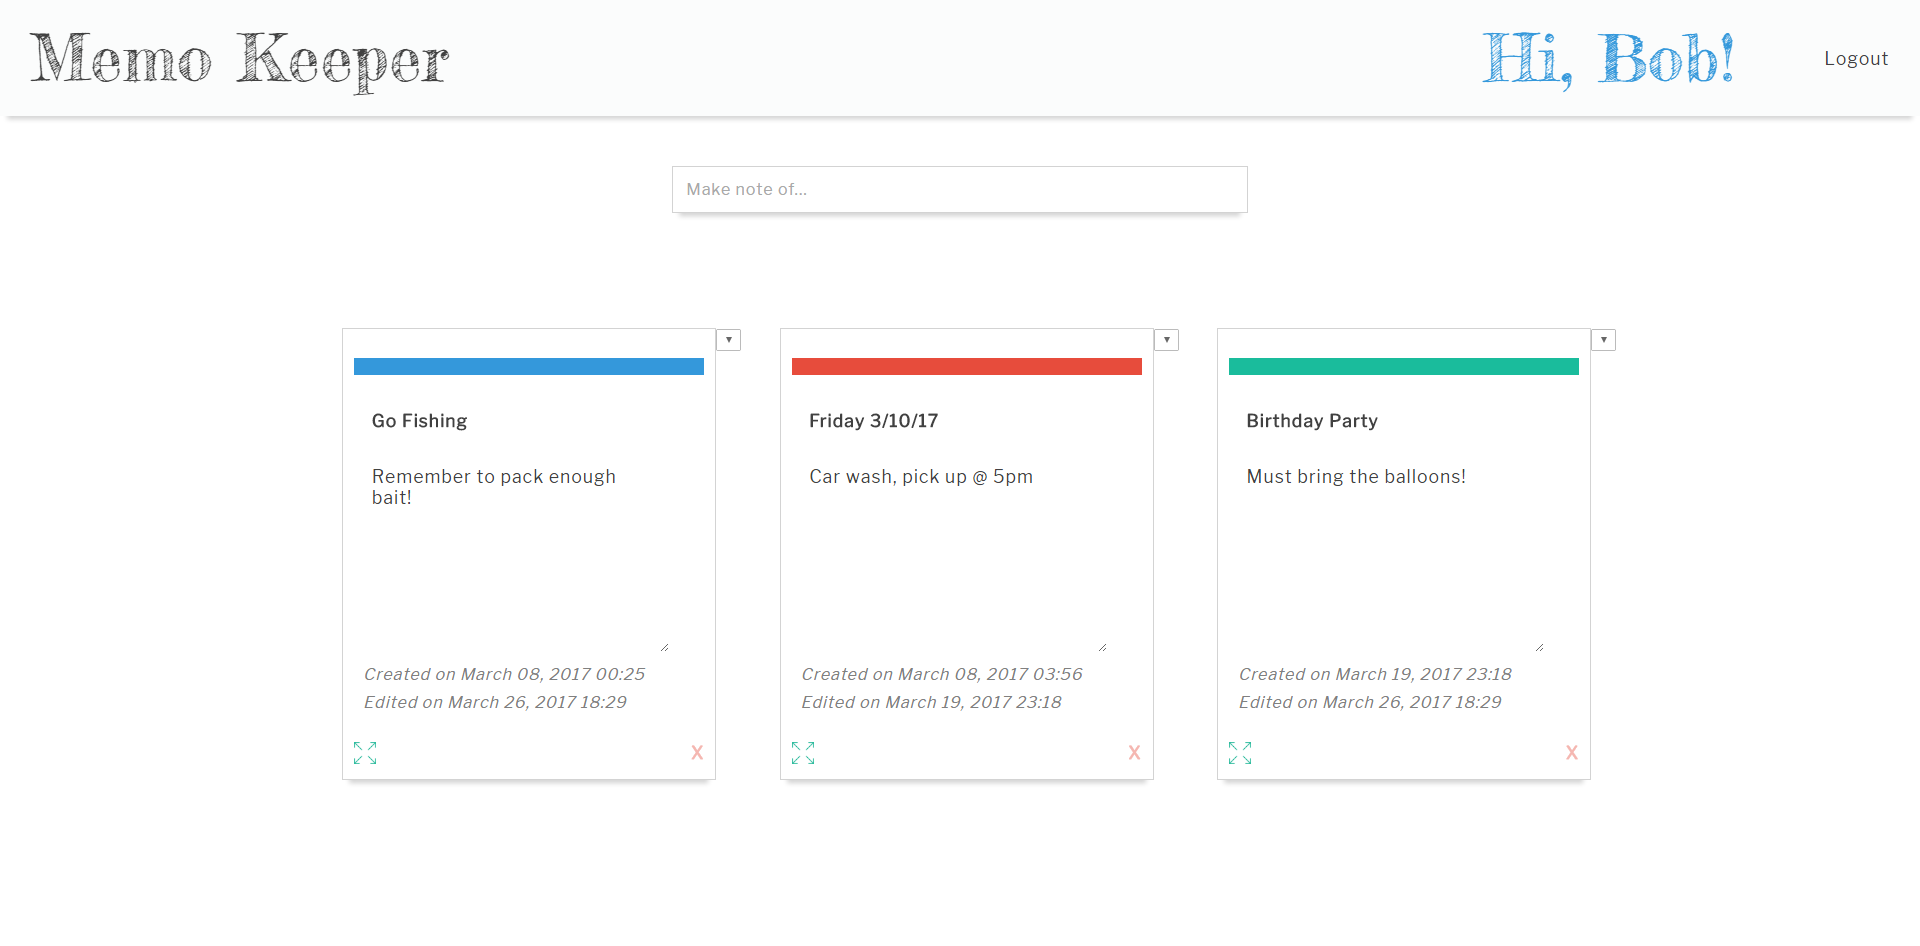 Memo Keeper
Hi, Bob!
Logout
Make note of...
Go Fishing
Remember to pack enough
bait!
Created on March 08, 2017 00:25
Edited on March 26, 2017 18:29
X
Friday 3/10/17
Car wash, pick up @ 5pm
Created on March 08, 2017 03:56
Edited on March 19, 2017 23:18
X
Birthday Party
Must bring the balloons!
Created on March 19, 2017 23:18
Edited on March 26, 2017 18:29
X